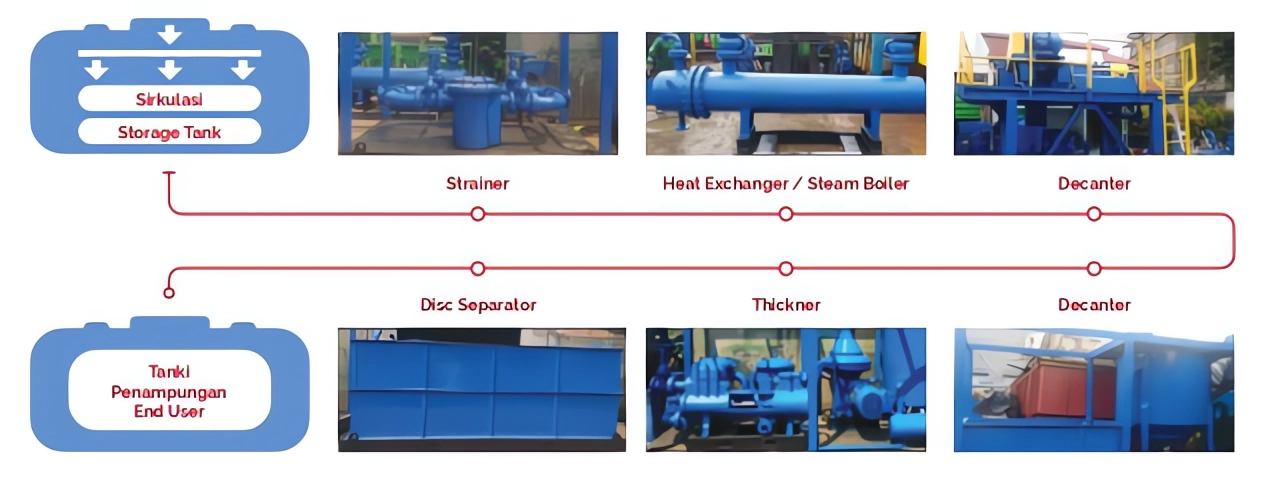 Sirkulasi
Storage Tank
Strainer
Heat Exchanger / Steam Boiler
Decanter
Disc Separator
Thickner
Decanter
Tanki
Penampungan
End User